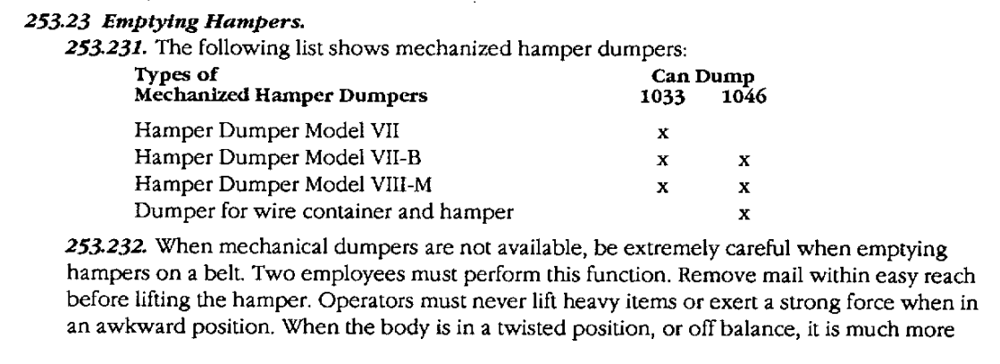 253.23 Emptying Hampers.
253.231. The following list shows mechanized hamper dumpers:
Types of Can Dump
Mechanized Hamper Dumpers 1033 1046
Hamper Dumper Model VII x
Hamper Dumper Model VII-B x x
Hamper Dumper Model VIII-M x x
Dumper for wire container and hamper x
253.232. When mechanical dumpers are not available, be extremely careful when emptying
hampers on a belt. Two employees must perform this function. Remove mail within easy reach
before lifting the hamper. Operators must never lift heavy items or exert a strong force when in
an awkward position. When the body is in a twisted position, or off balance, it is much more